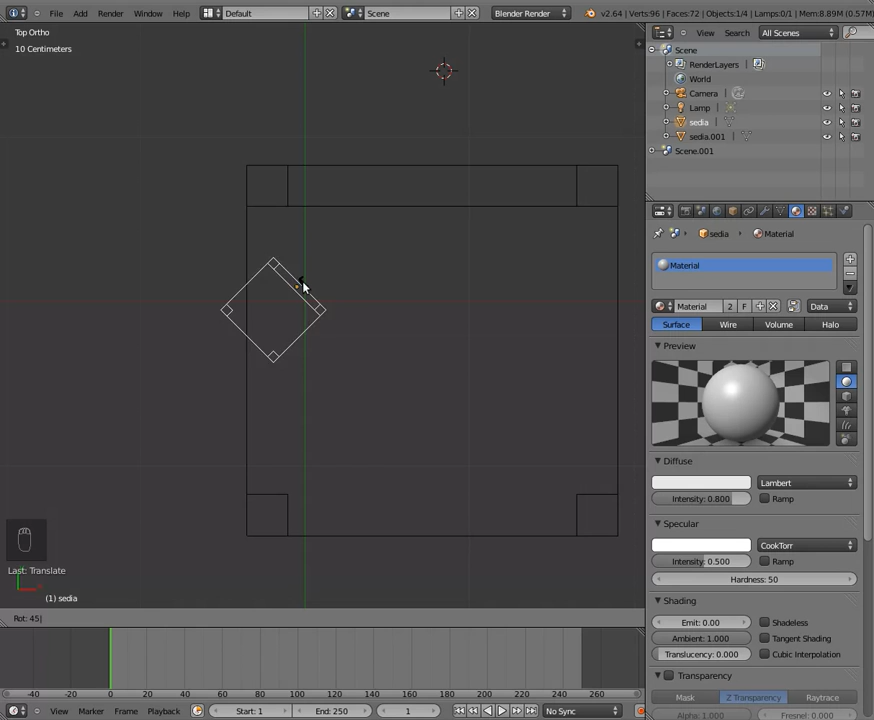 File Add Render Window Help Default Scene Blender Render v2.64 | Verts:96 | Faces:72 | Objects:1/4 | Lamps:0/1 | Mem:8.89M (0.57M)
Top Ortho
10 Centimeters
Last: Translate
(1) sedia
Rot: 45|
-40 -20 0 20 40 60 80 100 120 140 160 180 200 220 240 260
View Marker Frame Playback Start: 1 End: 250 1 No Sync
View Search All Scenes
Scene
RenderLayers
World
Camera
Lamp
sedia
sedia.001
Scene.001
sedia Material
Material
Material 2 F Data
Surface Wire Volume Halo
Preview
Diffuse
Lambert
Intensity: 0.800 Ramp
Specular
CookTorr
Intensity: 0.500 Ramp
Hardness: 50
Shading
Emit: 0.00 Shadeless
Ambient: 1.000 Tangent Shading
Translucency: 0.000 Cubic Interpolation
Transparency
Mask Z Transparency Raytrace
Alpha: 1.000 Fresnel: 0.000